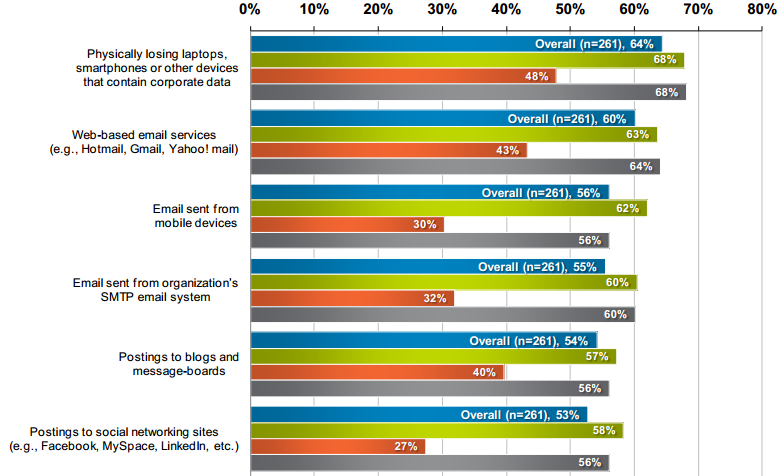 0% 10% 20% 30% 40% 50% 60% 70% 80%
Physically losing laptops,
smartphones or other devices
that contain corporate data
Overall (n=261), 64%
68%
48%
68%
Web-based email services
(e.g., Hotmail, Gmail, Yahoo! mail)
Overall (n=261), 60%
63%
43%
64%
Email sent from
mobile devices
Overall (n=261), 56%
62%
30%
56%
Email sent from organization's
SMTP email system
Overall (n=261), 55%
60%
32%
60%
Postings to blogs and
message-boards
Overall (n=261), 54%
57%
40%
56%
Postings to social networking sites
(e.g., Facebook, MySpace, LinkedIn, etc.)
Overall (n=261), 53%
58%
27%
56%